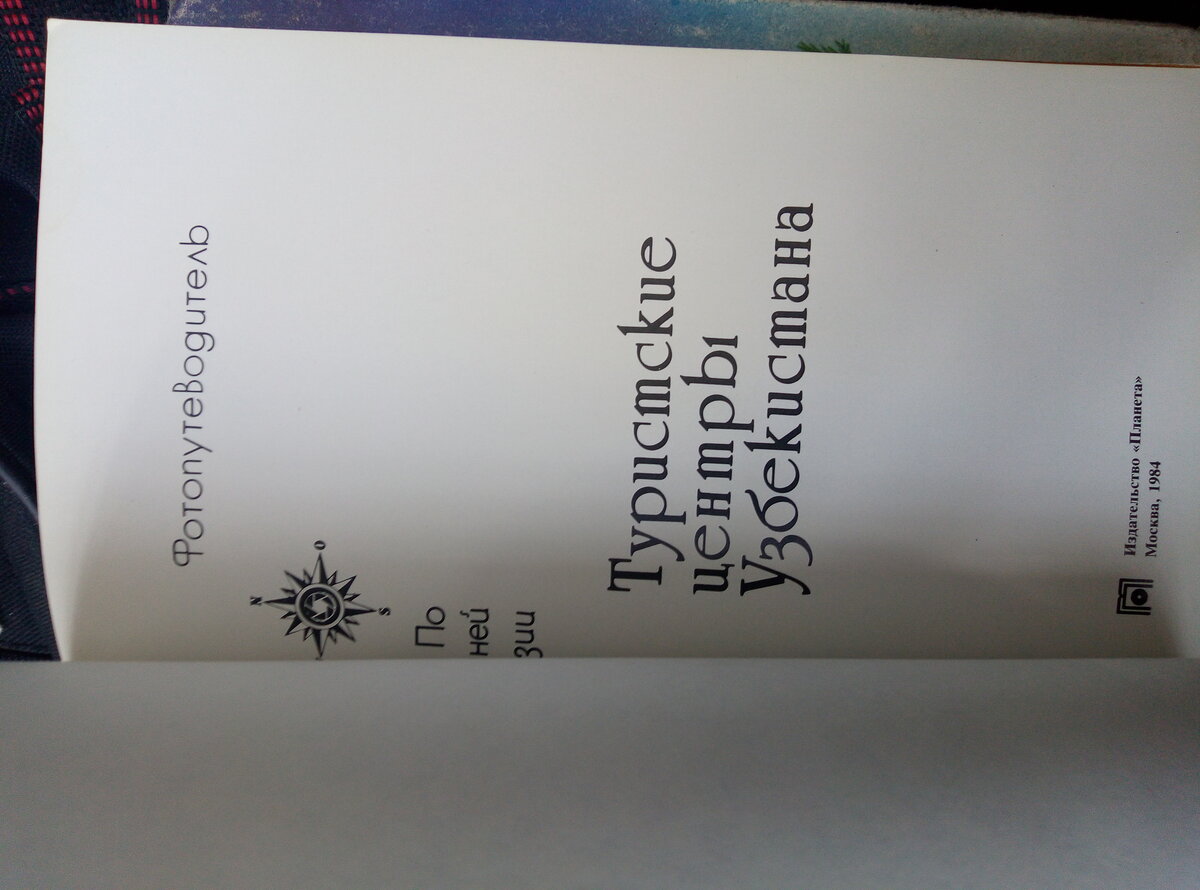 Фотопутеводитель
N
O
S
По
ней
зии
Туристские
центры
Узбекистана
Издательство «Планета»
Москва, 1984